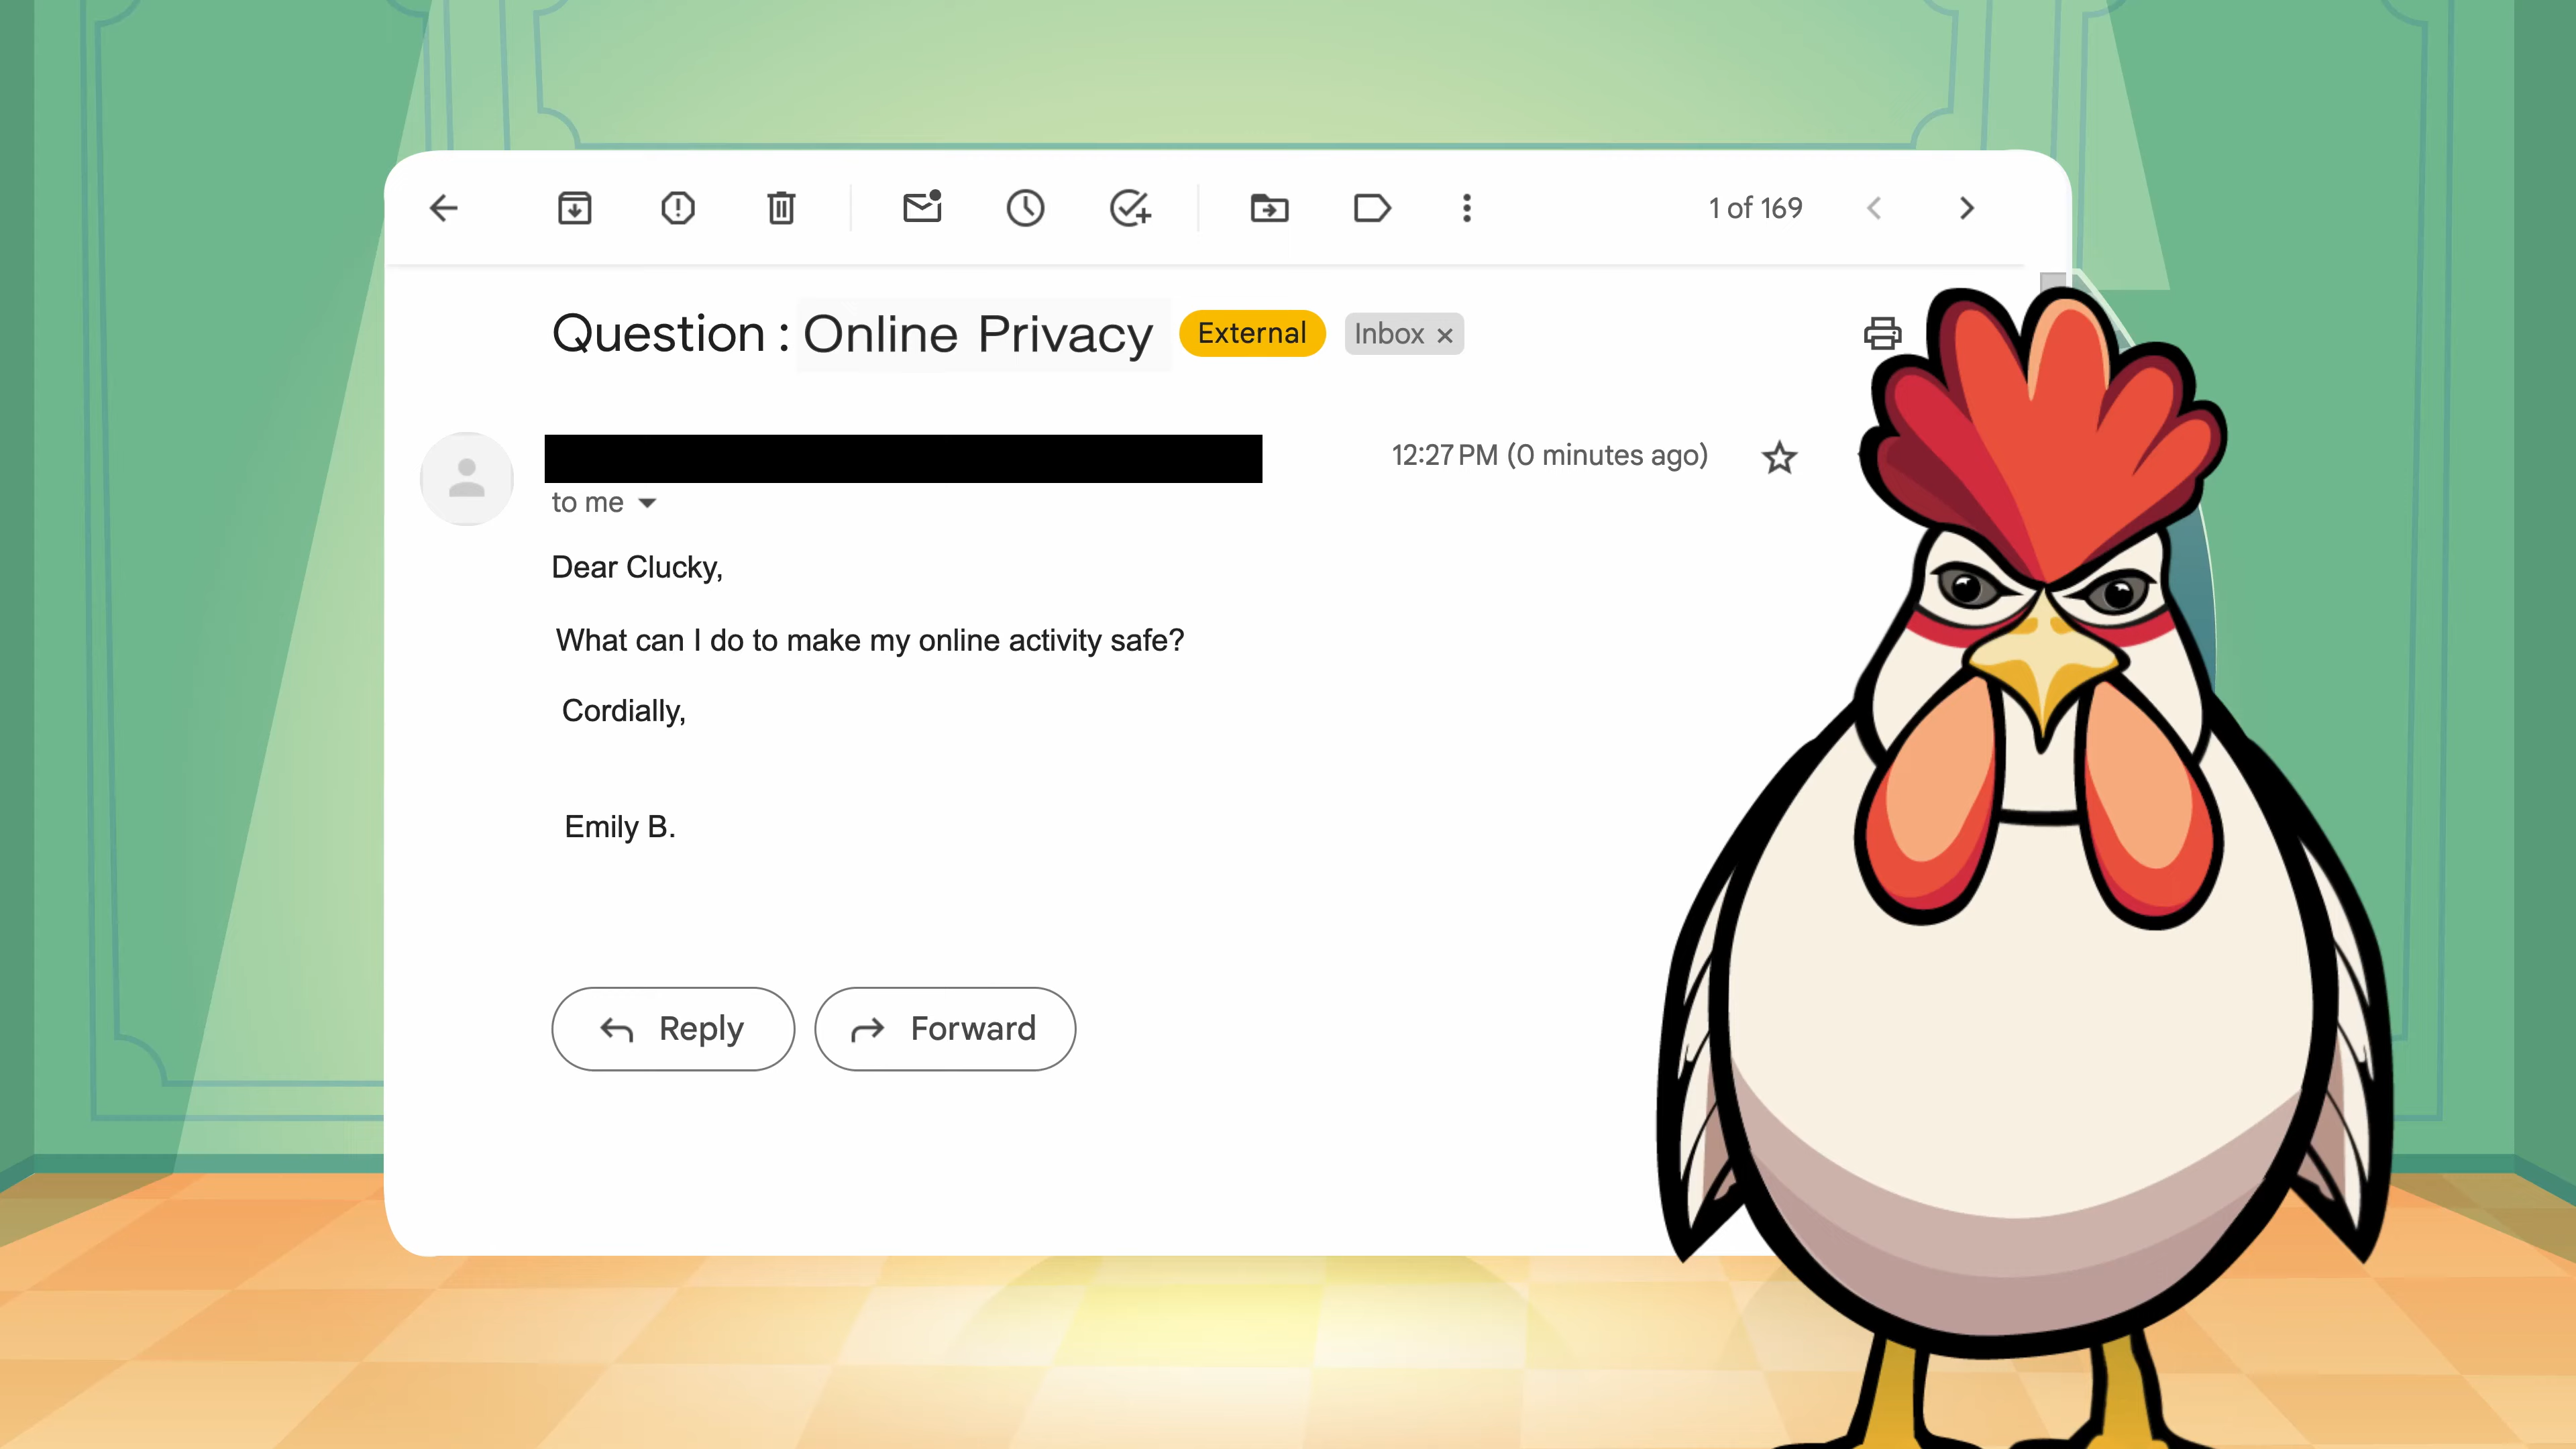 1 of 169
Question : Online Privacy External Inbox x
12:27 PM (0 minutes ago)
to me
Dear Clucky,
What can I do to make my online activity safe?
Cordially,
Emily B.
Reply Forward